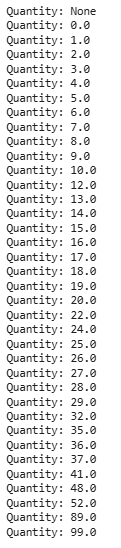 Quantity: None
Quantity: 0.0
Quantity: 1.0
Quantity: 2.0
Quantity: 3.0
Quantity: 4.0
Quantity: 5.0
Quantity: 6.0
Quantity: 7.0
Quantity: 8.0
Quantity: 9.0
Quantity: 10.0
Quantity: 12.0
Quantity: 13.0
Quantity: 14.0
Quantity: 15.0
Quantity: 16.0
Quantity: 17.0
Quantity: 18.0
Quantity: 19.0
Quantity: 20.0
Quantity: 22.0
Quantity: 24.0
Quantity: 25.0
Quantity: 26.0
Quantity: 27.0
Quantity: 28.0
Quantity: 29.0
Quantity: 32.0
Quantity: 35.0
Quantity: 36.0
Quantity: 37.0
Quantity: 41.0
Quantity: 48.0
Quantity: 52.0
Quantity: 89.0
Quantity: 99.0